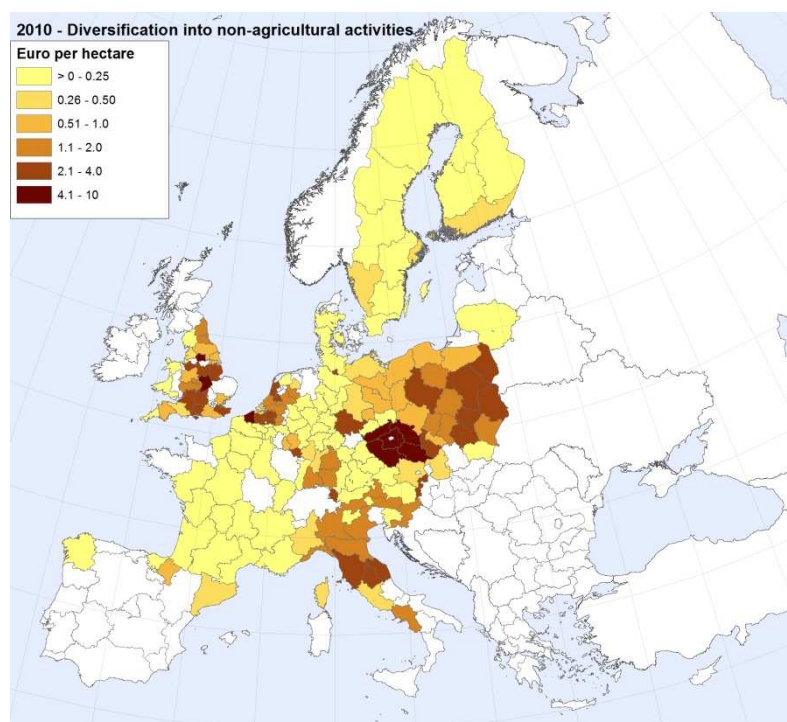 2010 - Diversification into non-agricultural activities
Euro per hectare
> 0 - 0.25
0.26 - 0.50
0.51 - 1.0
1.1 - 2.0
2.1 - 4.0
4.1 - 10